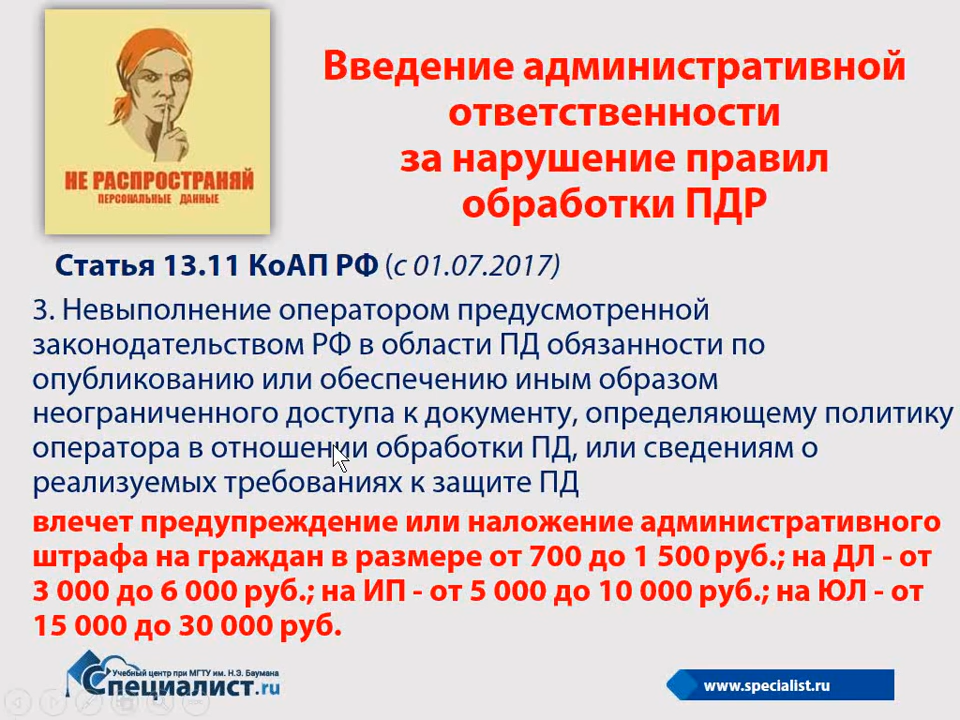 НЕ РАСПРОСТРАНЯЙ
ПЕРСОНАЛЬНЫЕ ДАННЫЕ
Введение административной
ответственности
за нарушение правил
обработки ПДР
Статья 13.11 КоАП РФ (с 01.07.2017)
3. Невыполнение оператором предусмотренной
законодательством РФ в области ПД обязанности по
опубликованию или обеспечению иным образом
неограниченного доступа к документу, определяющему политику
оператора в отношении обработки ПД, или сведениям о
реализуемых требованиях к защите ПД
влечет предупреждение или наложение административного
штрафа на граждан в размере от 700 до 1 500 руб.; на ДЛ - от
3 000 до 6 000 руб.; на ИП - от 5 000 до 10 000 руб.; на ЮЛ - от
15 000 до 30 000 руб.
Учебный центр при МГТУ им. Н.Э. Баумана
Специалист.ru
www.specialist.ru